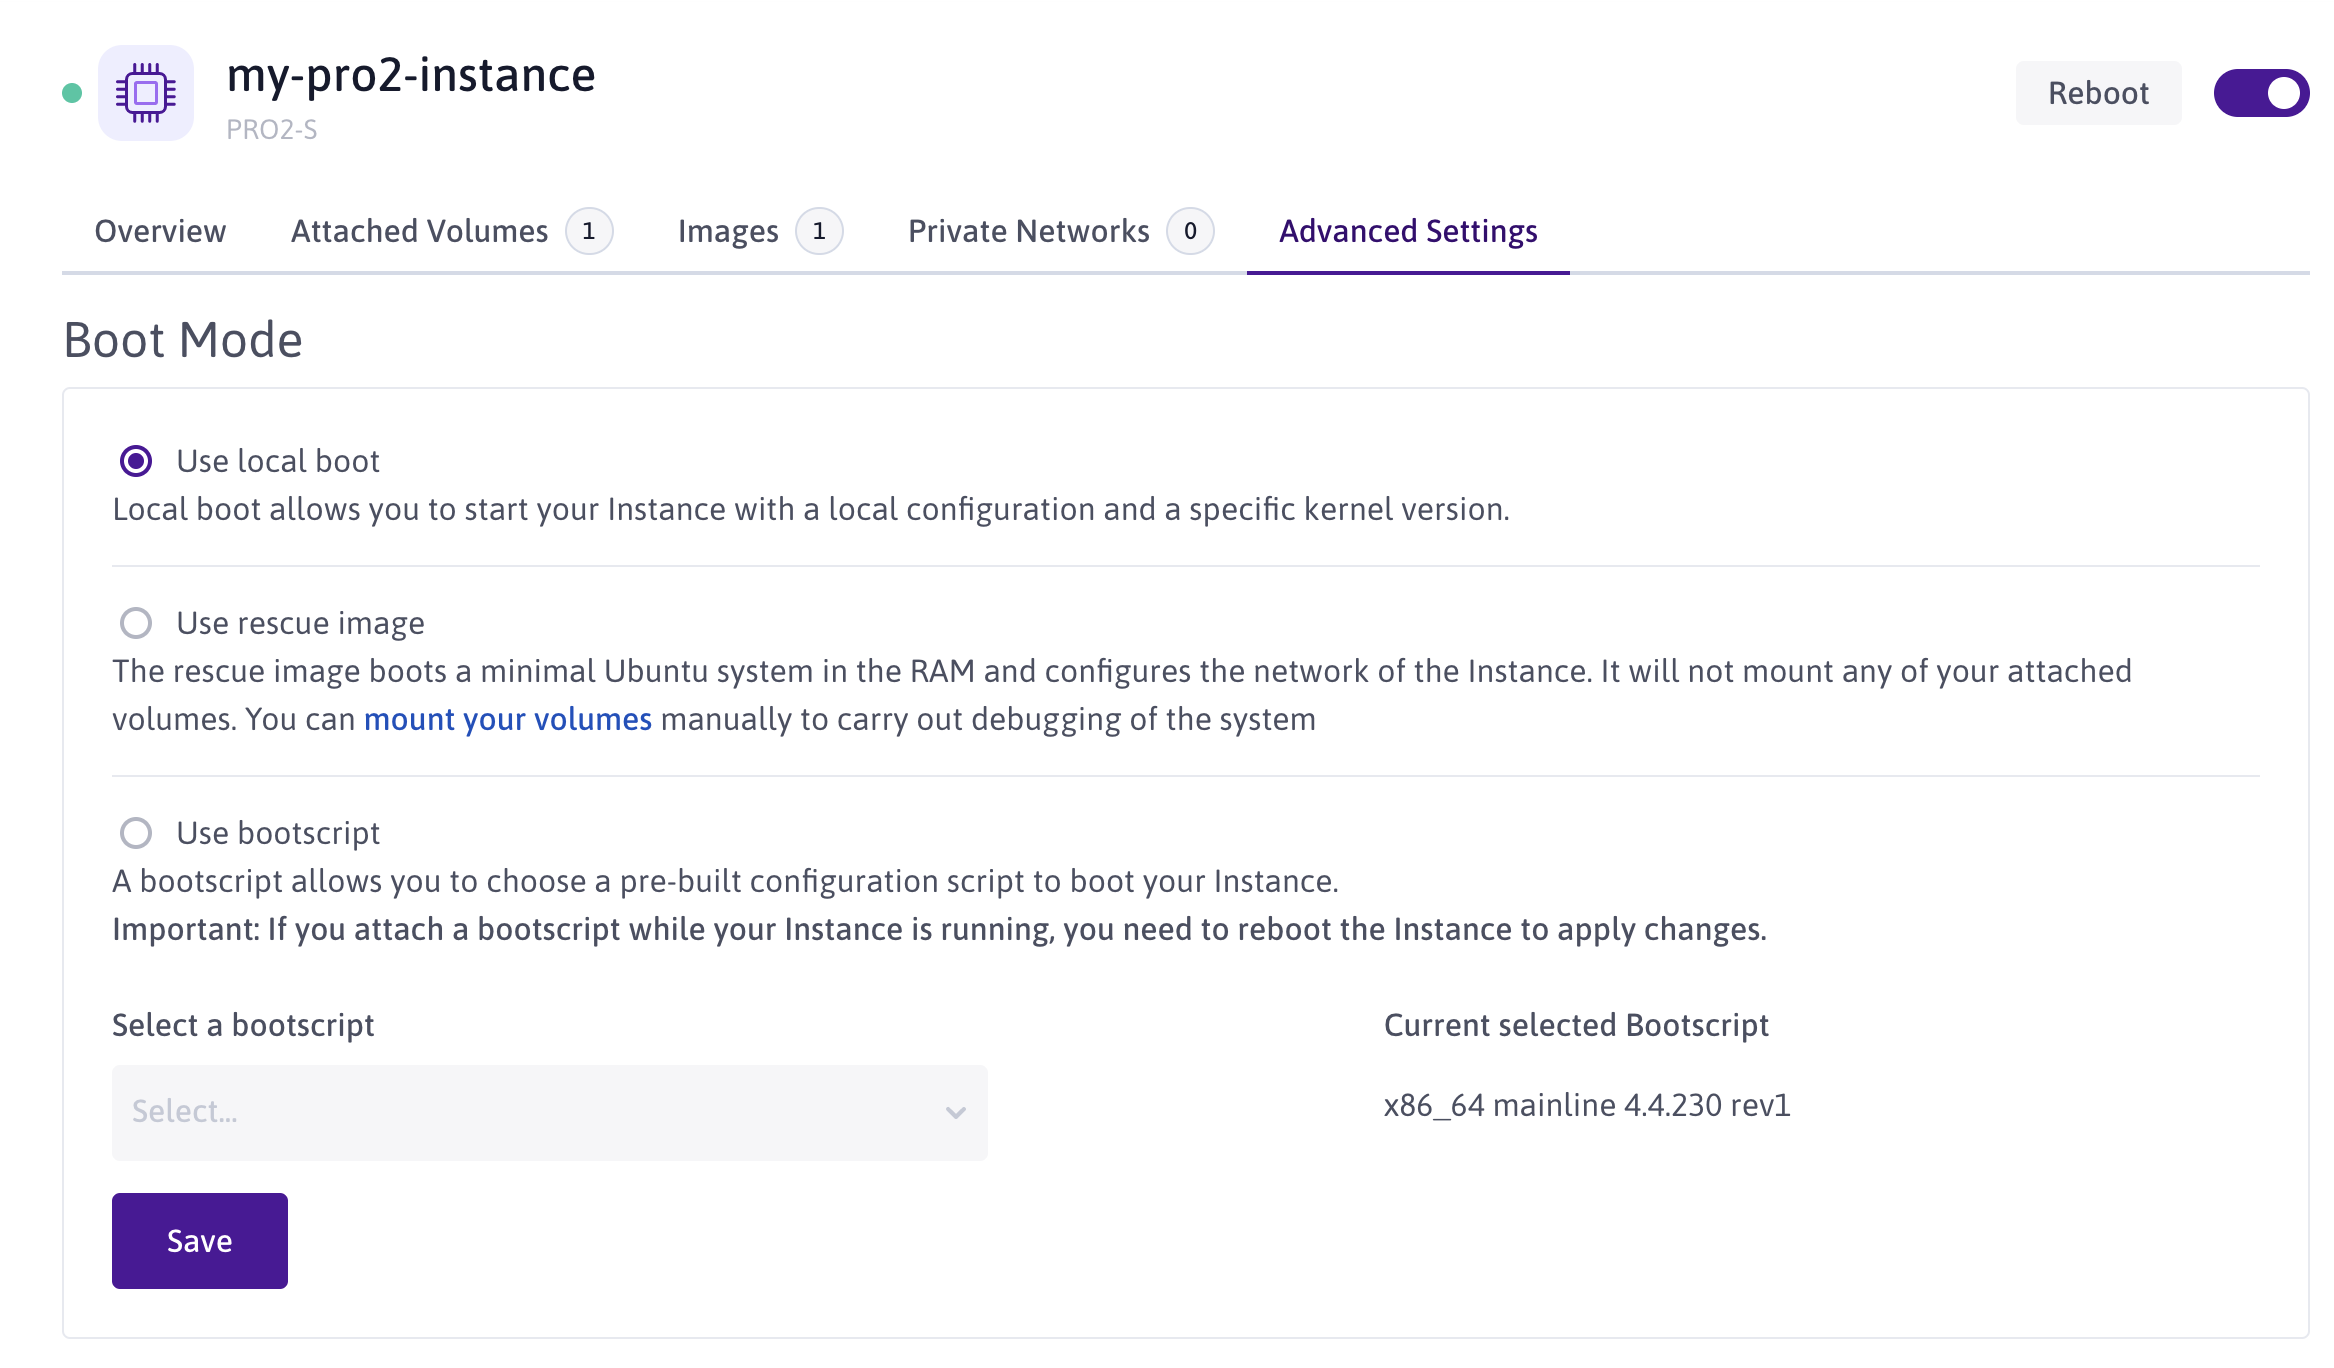 my-pro2-instance
PRO2-S
Reboot
Overview
Attached Volumes 1
Images 1
Private Networks 0
Advanced Settings
Boot Mode
Use local boot
Local boot allows you to start your Instance with a local configuration and a specific kernel version.
Use rescue image
The rescue image boots a minimal Ubuntu system in the RAM and configures the network of the Instance. It will not mount any of your attached
volumes. You can mount your volumes manually to carry out debugging of the system
Use bootscript
A bootscript allows you to choose a pre-built configuration script to boot your Instance.
Important: If you attach a bootscript while your Instance is running, you need to reboot the Instance to apply changes.
Select a bootscript
Select...
Current selected Bootscript
x86_64 mainline 4.4.230 rev1
Save